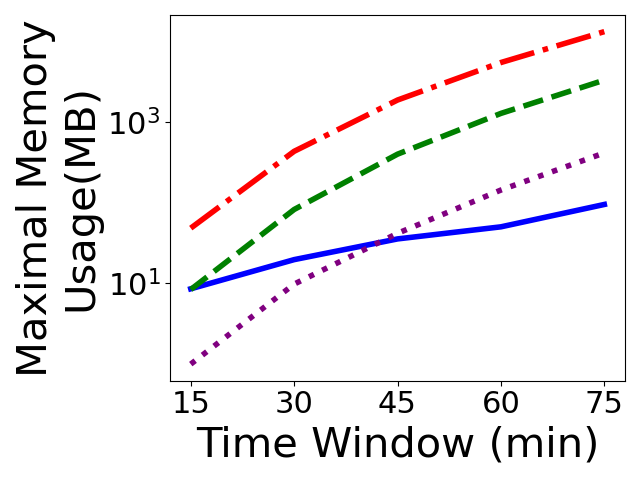 Maximal Memory
Usage(MB)
10³
10¹
15 30 45 60 75
Time Window (min)